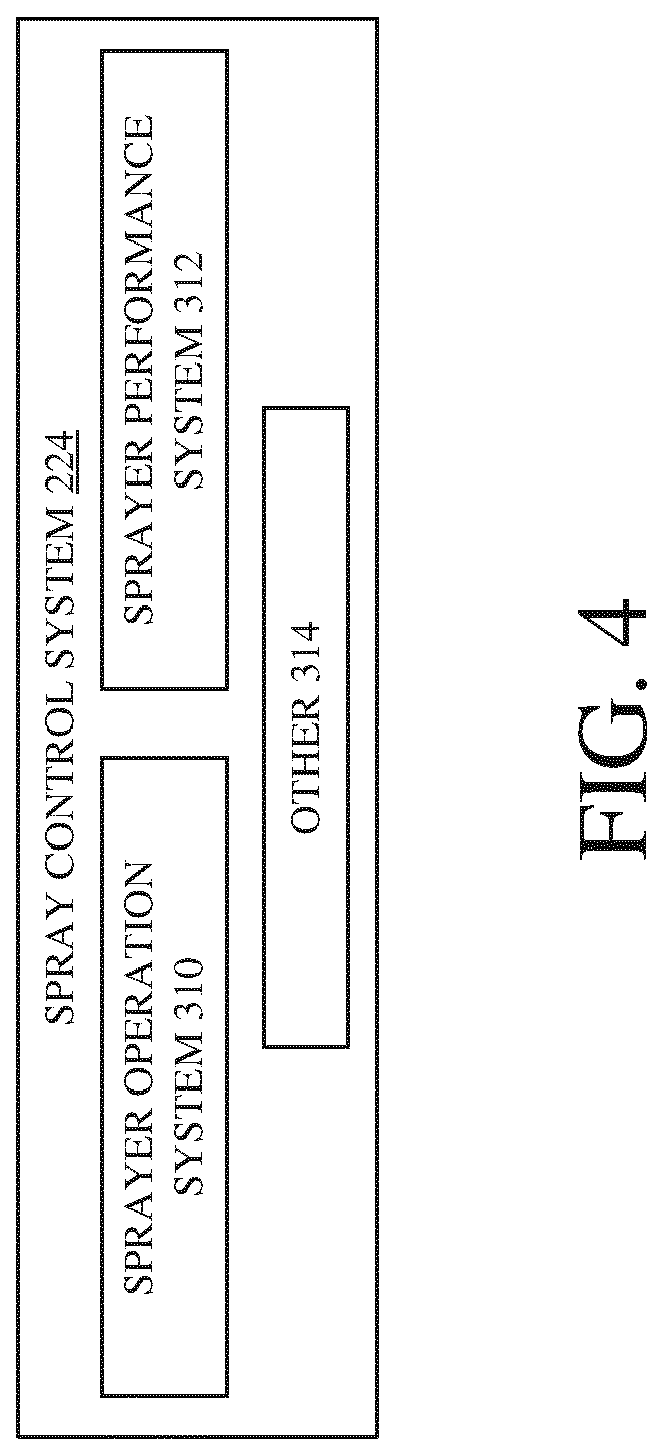 SPRAY CONTROL SYSTEM 224
SPRAYER OPERATION
SYSTEM 310
SPRAYER PERFORMANCE
SYSTEM 312
OTHER 314
FIG. 4